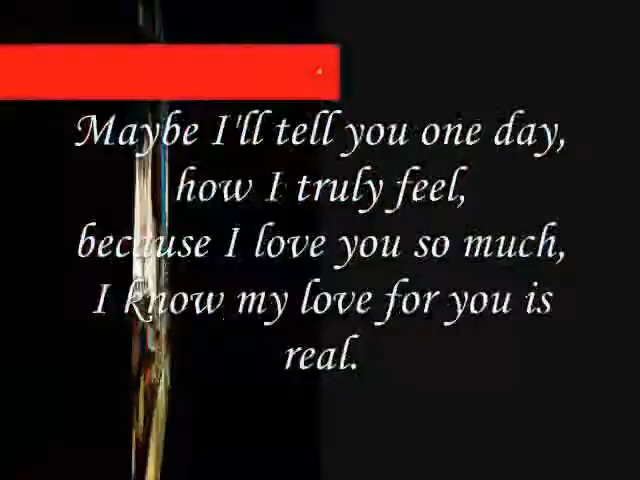 Maybe I'll tell you one day,
how I truly feel,
because I love you so much,
I know my love for you is
real.